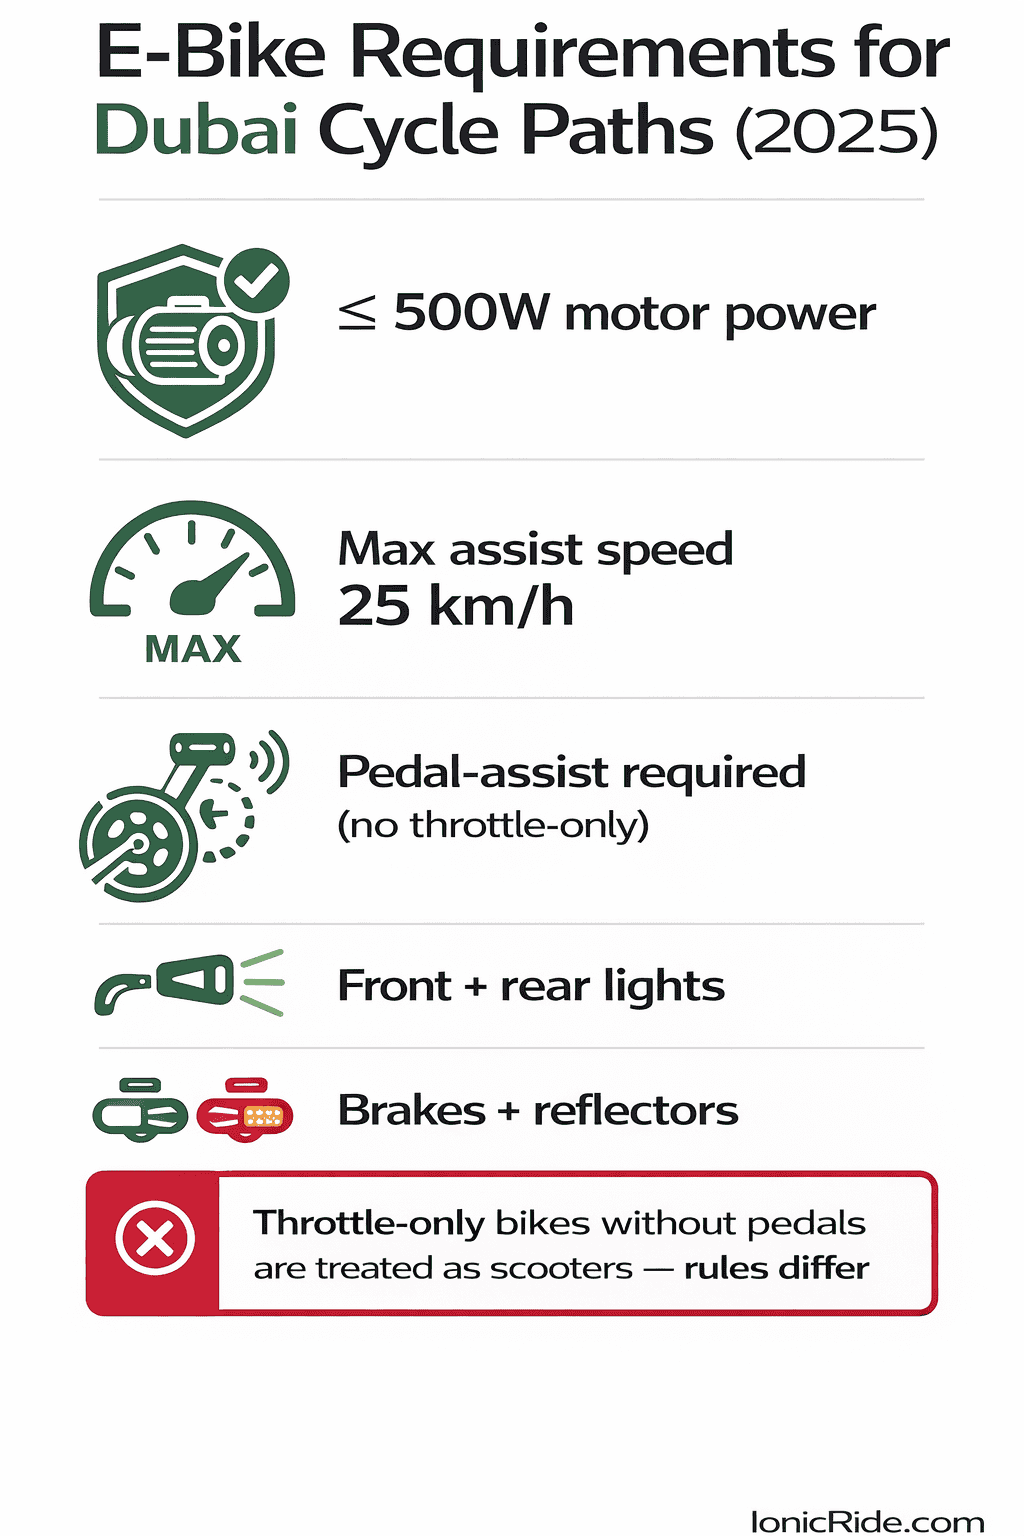 E-Bike Requirements for
Dubai Cycle Paths (2025)
≤ 500W motor power
Max assist speed
25 km/h
MAX
Pedal-assist required
(no throttle-only)
Front + rear lights
Brakes + reflectors
Throttle-only bikes without pedals
are treated as scooters — rules differ
IonicRide.com